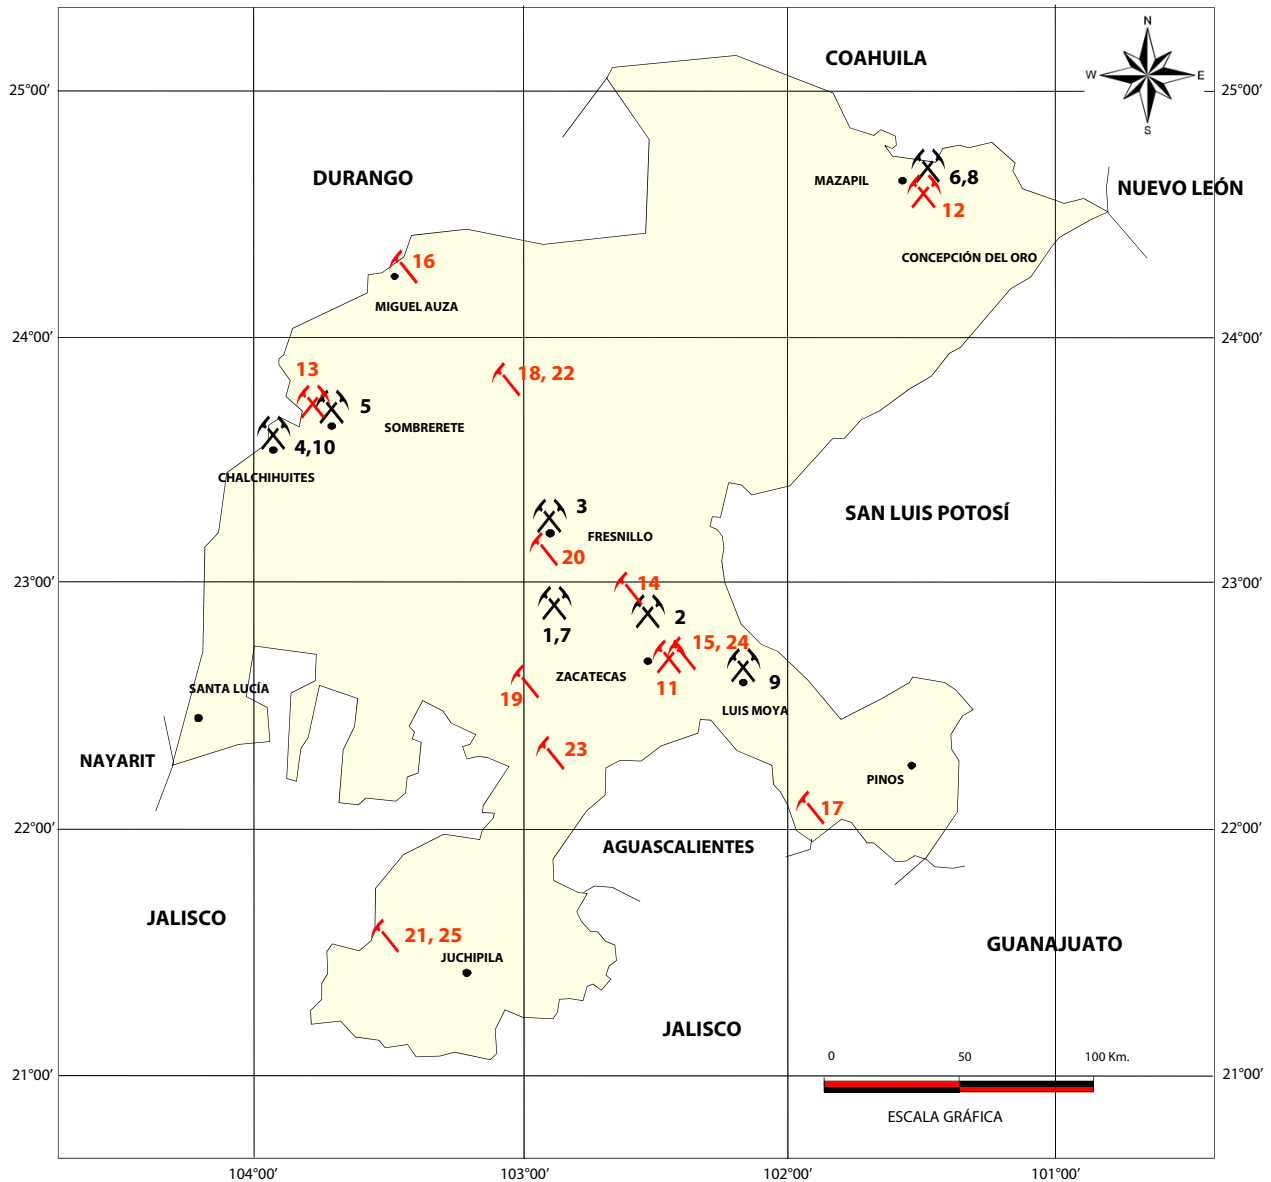 N
COAHUILA
W
E
25°00'
25°00'
S
DURANGO
MAZAPIL
6,8
NUEVO LEÓN
12
CONCEPCIÓN DEL ORO
16
MIGUEL AUZA
24°00'
24°00'
13
18, 22
5
SOMBRERETE
4,10
CHALCHIHUITES
3
FRESNILLO
SAN LUIS POTOSÍ
20
23°00'
14
23°00'
1,7
2
15, 24
ZACATECAS
11
9
SANTA LUCÍA
19
LUIS MOYA
23
NAYARIT
PINOS
17
22°00'
22°00'
AGUASCALIENTES
JALISCO
21, 25
GUANAJUATO
JUCHIPILA
JALISCO
0
50
100 Km.
21°00'
21°00'
ESCALA GRÁFICA
104°00'
103°00'
102°00'
101°00'